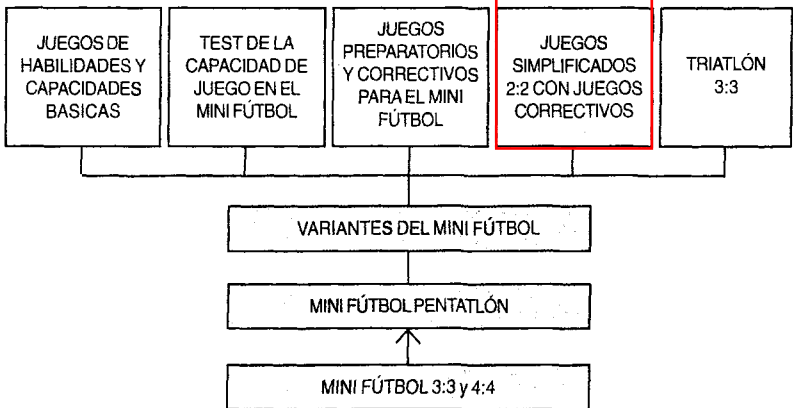 JUEGOS DE
HABILIDADES Y
CAPACIDADES
BASICAS
TEST DE LA
CAPACIDAD DE
JUEGO EN EL
MINI FÚTBOL
JUEGOS
PREPARATORIOS
Y CORRECTIVOS
PARA EL MINI
FÚTBOL
JUEGOS
SIMPLIFICADOS
2:2 CON JUEGOS
CORRECTIVOS
TRIATLÓN
3:3
VARIANTES DEL MINI FÚTBOL
MINI FÚTBOL PENTATLÓN
MINI FÚTBOL 3:3 y 4:4